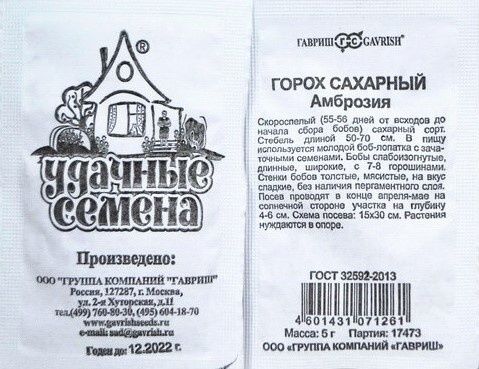 ®
удачные
семена
Произведено:
ООО "ГРУППА КОМПАНИЙ "ГАВРИШ"
Россия, 127287, г. Москва,
ул. 2-я Хуторская, д.11
тел.(499) 760-80-30, (495) 604-18-70
www.gavrishseeds.ru
e-mail: sad@gavrish.ru
Годен до: 12.2022 г.
ГАВРИШ GAVRISH®
ГОРОХ САХАРНЫЙ
Амброзия
Скороспелый (55-56 дней от всходов до
начала сбора бобов) сахарный сорт.
Стебель длиной 50-70 см. В пищу
используется молодой боб-лопатка с зача-
точными семенами. Бобы слабоизогнутые,
длинные, широкие, с 7-8 горошинами.
Стенки бобов толстые, мясистые, на вкус
сладкие, без наличия пергаментного слоя.
Посев проводят в конце апреля-мае на
солнечной стороне участка на глубину
4-6 см. Схема посева: 15х30 см. Растения
нуждаются в опоре.
ГОСТ 32592-2013
4 601431 071261
Масса: 5 г Партия: 17473
ООО «ГРУППА КОМПАНИЙ «ГАВРИШ»